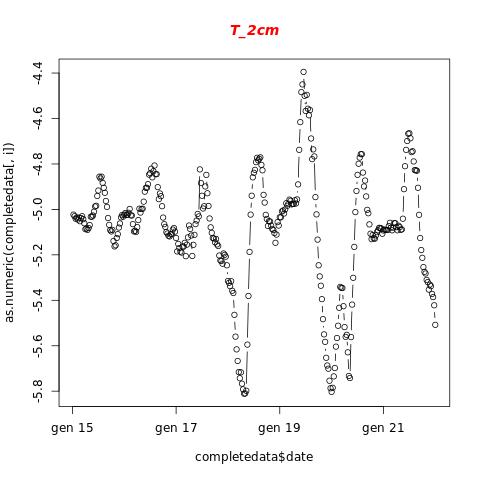 T_2cm
as.numeric(completedata[, i])
-4.4
-4.6
-4.8
-5.0
-5.2
-5.4
-5.6
-5.8
gen 15 gen 17 gen 19 gen 21
completedata$date